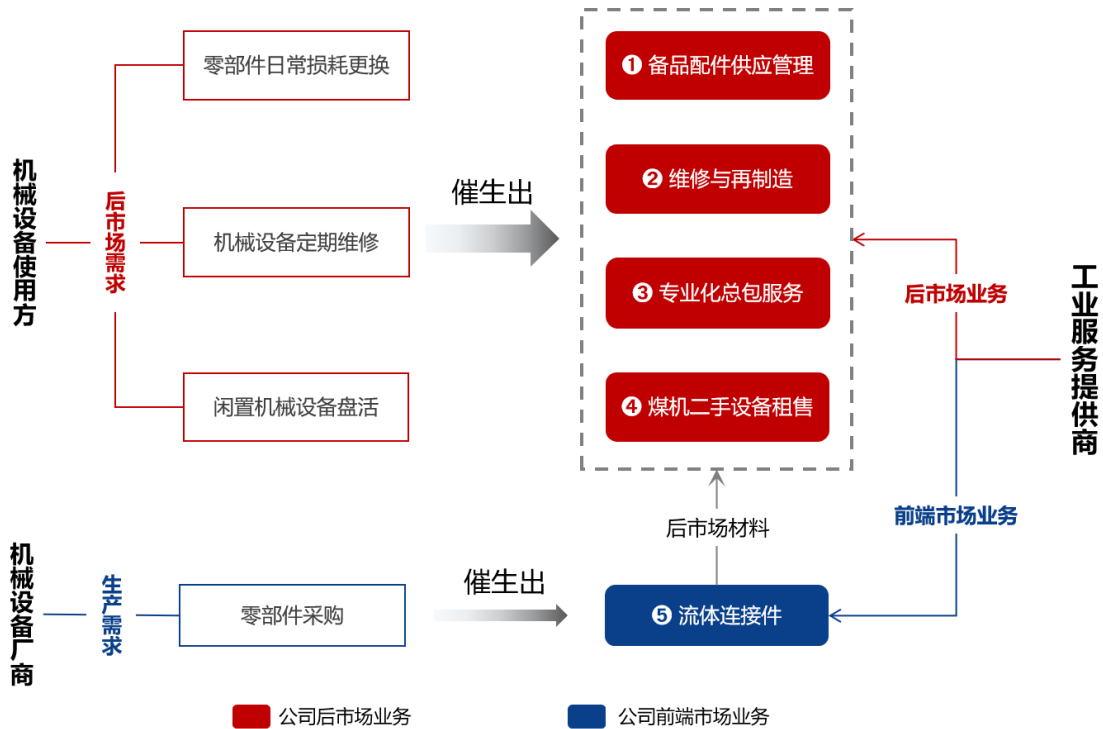 机械设备使用方
后市场需求
零部件日常损耗更换
机械设备定期维修
闲置机械设备盘活
催生出
❶ 备品配件供应管理
❷ 维修与再制造
❸ 专业化总包服务
❹ 煤机二手设备租售
后市场业务
工业服务提供商
前端市场业务
后市场材料
机械设备厂商
生产需求
零部件采购
催生出
❺ 流体连接件
公司后市场业务
公司前端市场业务